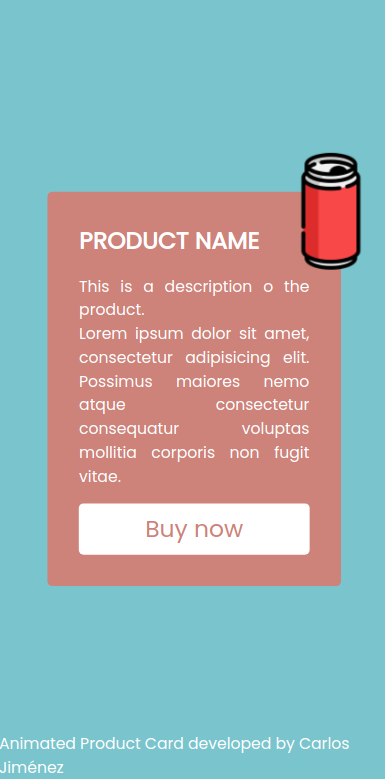 PRODUCT NAME
This is a description o the
product.
Lorem ipsum dolor sit amet,
consectetur adipisicing elit.
Possimus maiores nemo
atque consectetur
consequatur voluptas
mollitia corporis non fugit
vitae.
Buy now
Animated Product Card developed by Carlos
Jiménez